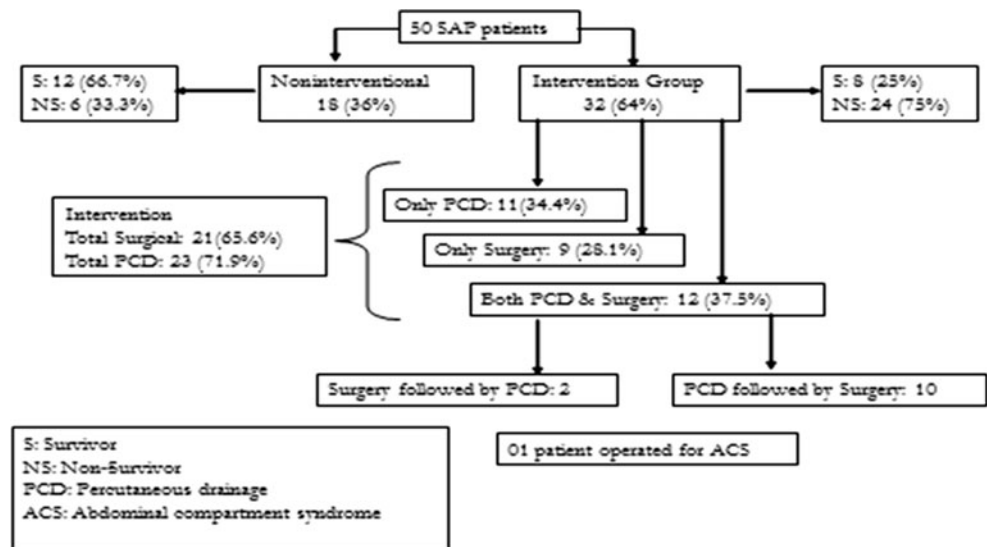 50 SAP patients
S: 12 (66.7%)
NS: 6 (33.3%)
Noninterventional
18 (36%)
Intervention Group
32 (64%)
S: 8 (25%)
NS: 24 (75%)
Intervention
Total Surgical: 21(65.6%)
Total PCD: 23 (71.9%)
Only PCD: 11(34.4%)
Only Surgery: 9 (28.1%)
Both PCD & Surgery: 12 (37.5%)
Surgery followed by PCD: 2
PCD followed by Surgery: 10
S: Survivor
NS: Non-Survivor
PCD: Percutaneous drainage
ACS: Abdominal compartment syndrome
01 patient operated for ACS